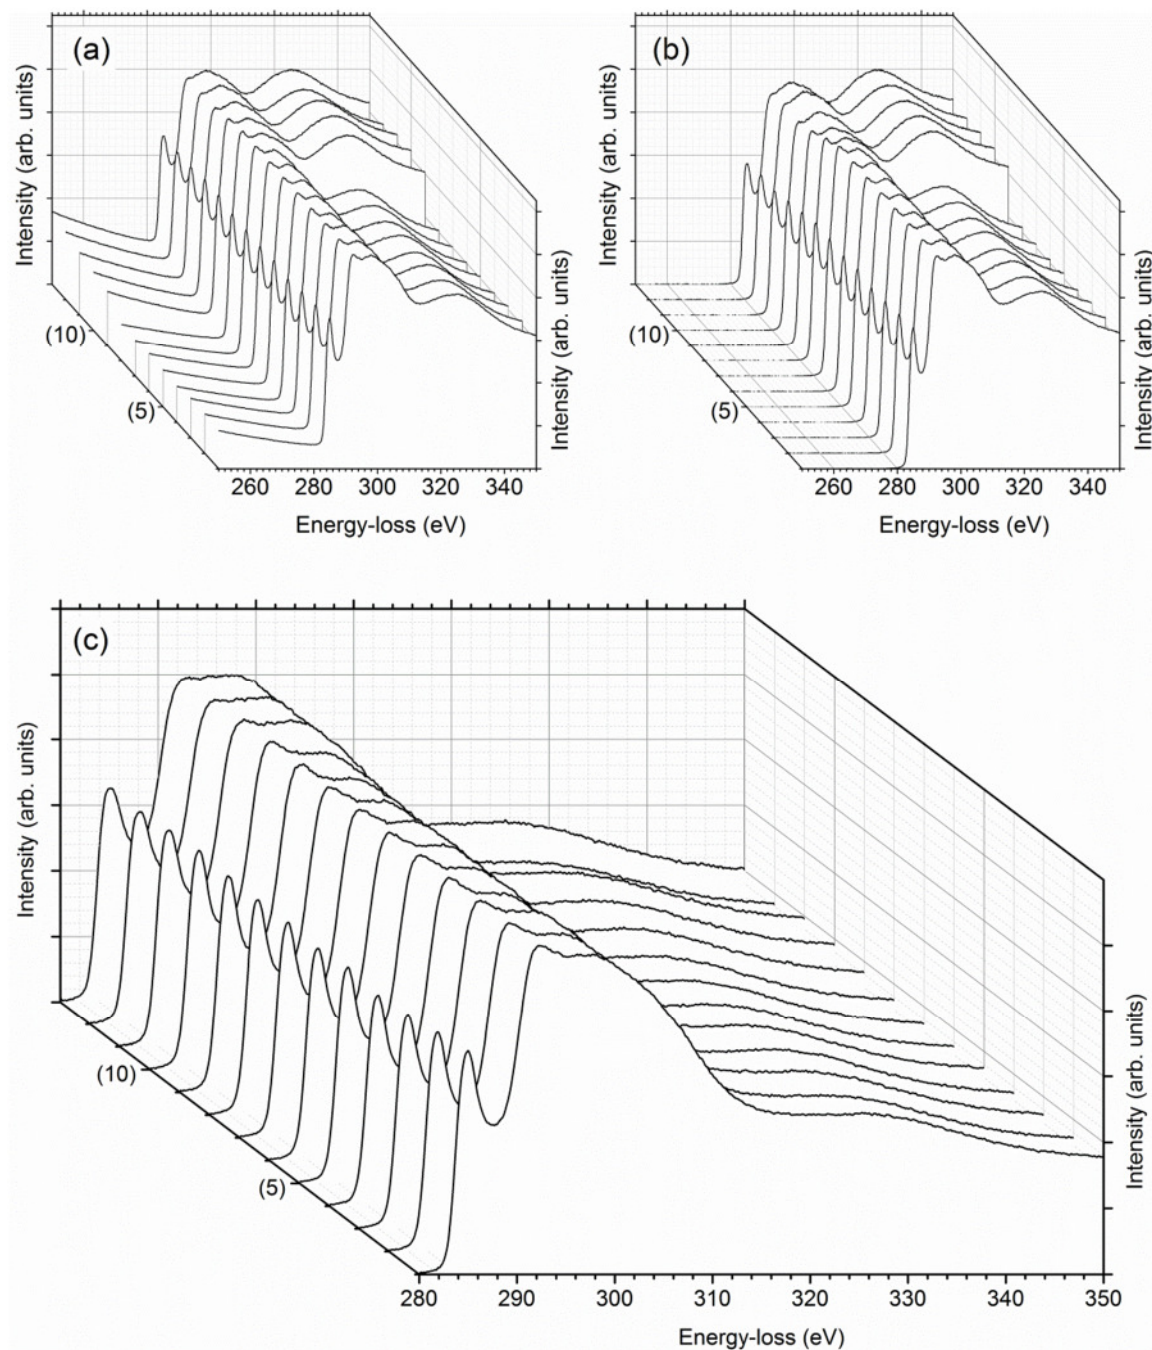 (a)
Intensity (arb. units)
(10)
(5)
260 280 300 320 340
Energy-loss (eV)
Intensity (arb. units)
(b)
Intensity (arb. units)
(10)
(5)
260 280 300 320 340
Energy-loss (eV)
Intensity (arb. units)
(c)
Intensity (arb. units)
(10)
(5)
280 290 300 310 320 330 340 350
Energy-loss (eV)
Intensity (arb. units)